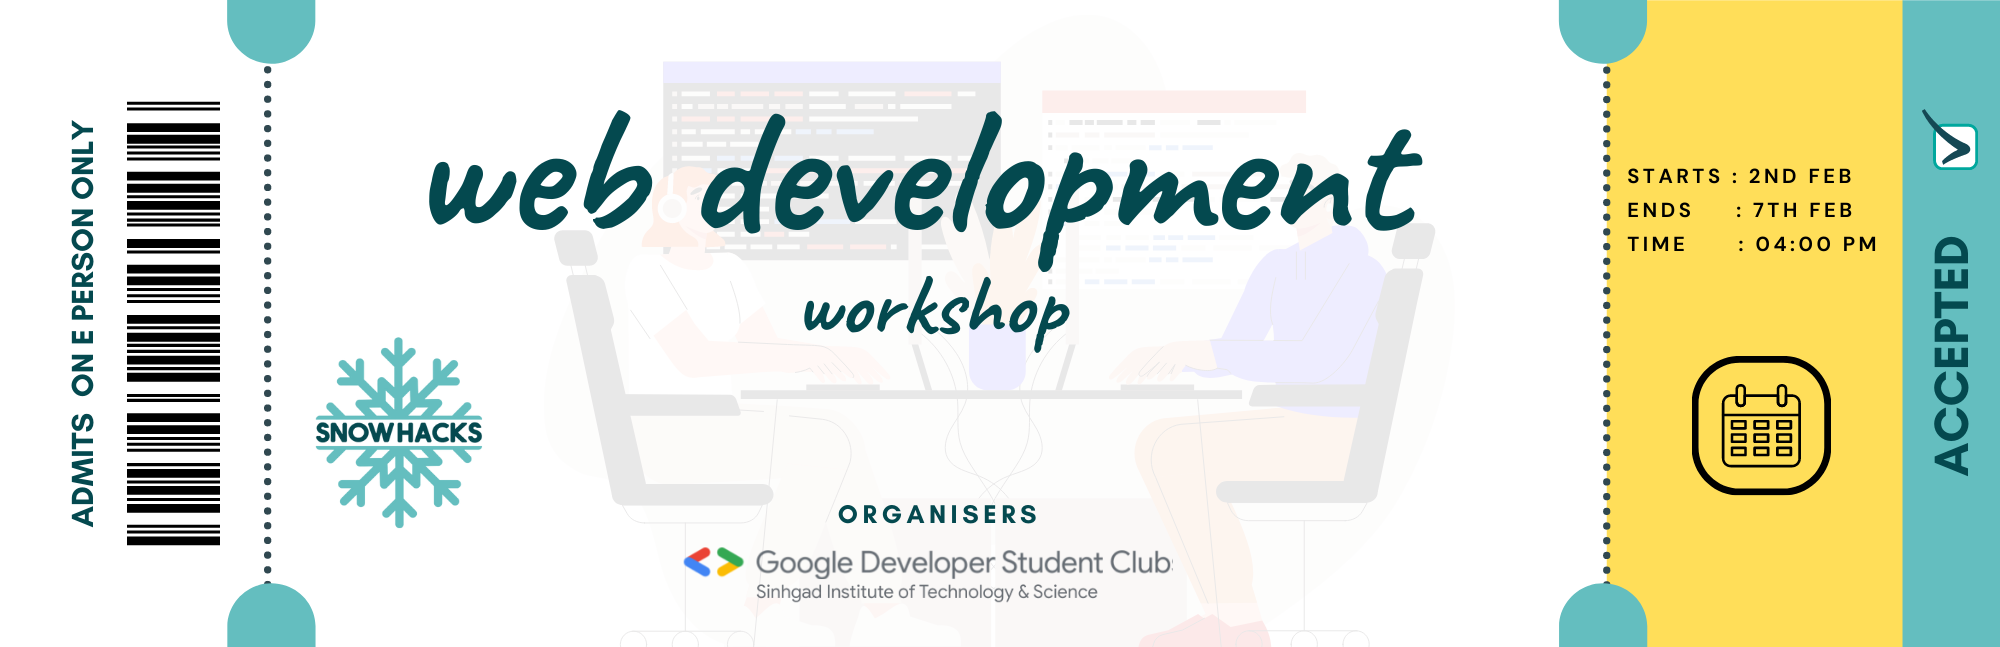 ADMITS ON E PERSON ONLY
web development
workshop
SNOWHACKS
ORGANISERS
Google Developer Student Club
Sinhgad Institute of Technology & Science
STARTS : 2ND FEB
ENDS : 7TH FEB
TIME : 04:00 PM
ACCEPTED